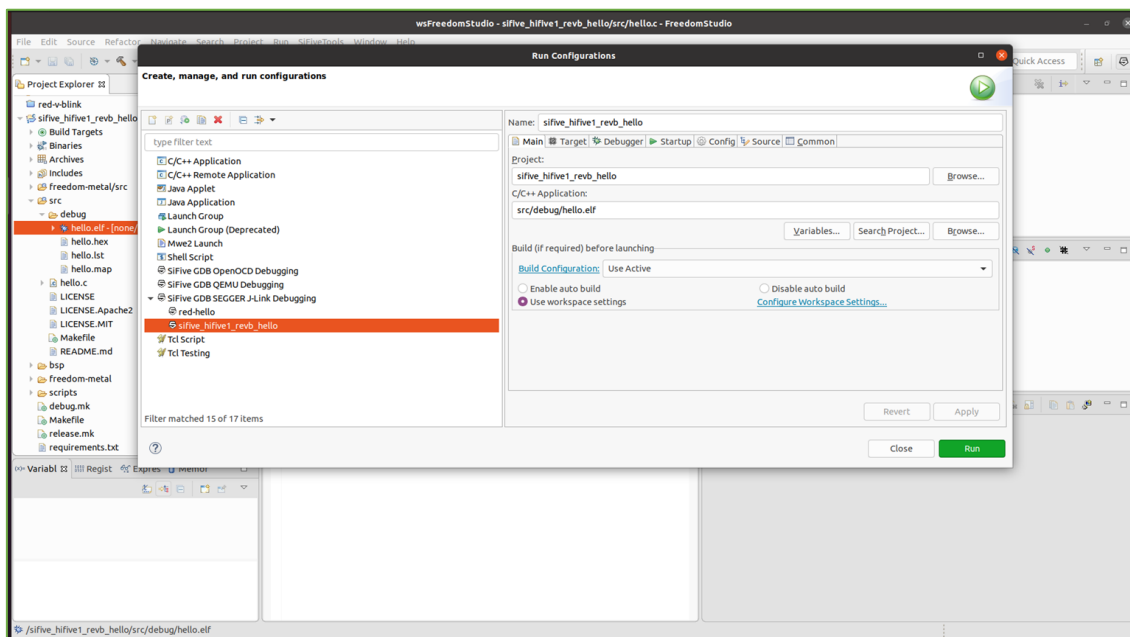 wsFreedomStudio - sifive_hifive1_revb_hello/src/hello.c - FreedomStudio
File Edit Source Refactor Navigate Search Project Run SiFiveTools Window Help
Quick Access
Project Explorer
red-v-blink
sifive_hifive1_revb_hello
Build Targets
Binaries
Archives
Includes
freedom-metal/src
src
debug
hello.elf - [none/
hello.hex
hello.lst
hello.map
hello.c
LICENSE
LICENSE.Apache2
LICENSE.MIT
Makefile
README.md
bsp
freedom-metal
scripts
debug.mk
Makefile
release.mk
requirements.txt
Run Configurations
Create, manage, and run configurations
type filter text
C/C++ Application
C/C++ Remote Application
Java Applet
Java Application
Launch Group
Launch Group (Deprecated)
Mwe2 Launch
Shell Script
SiFive GDB OpenOCD Debugging
SiFive GDB QEMU Debugging
SiFive GDB SEGGER J-Link Debugging
red-hello
sifive_hifive1_revb_hello
Tcl Script
Tcl Testing
Filter matched 15 of 17 items
Name: sifive_hifive1_revb_hello
Main Target Debugger Startup Config Source Common
Project:
sifive_hifive1_revb_hello Browse...
C/C++ Application:
src/debug/hello.elf
Variables... Search Project... Browse...
Build (if required) before launching
Build Configuration: Use Active
Enable auto build Disable auto build
Use workspace settings Configure Workspace Settings...
Revert Apply
Close Run
Variabl Regist Expres Memor
/sifive_hifive1_revb_hello/src/debug/hello.elf